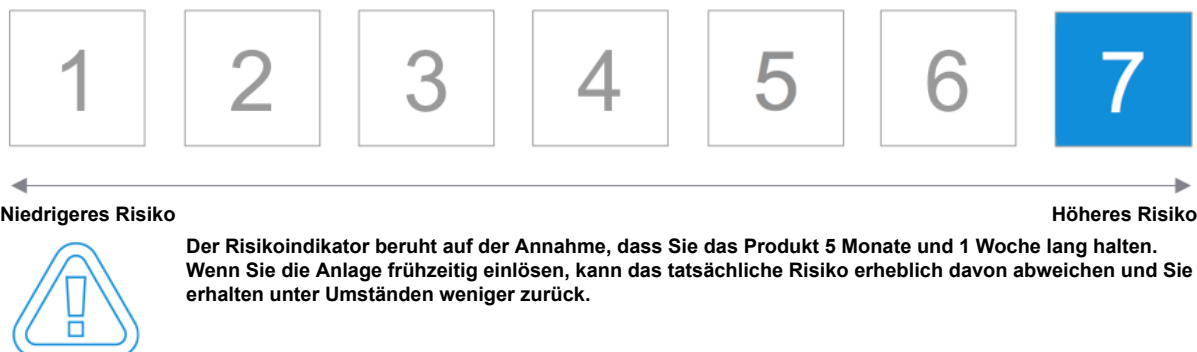 1 2 3 4 5 6 7
Niedrigeres Risiko Höheres Risiko
Der Risikoindikator beruht auf der Annahme, dass Sie das Produkt 5 Monate und 1 Woche lang halten.
Wenn Sie die Anlage frühzeitig einlösen, kann das tatsächliche Risiko erheblich davon abweichen und Sie
erhalten unter Umständen weniger zurück.